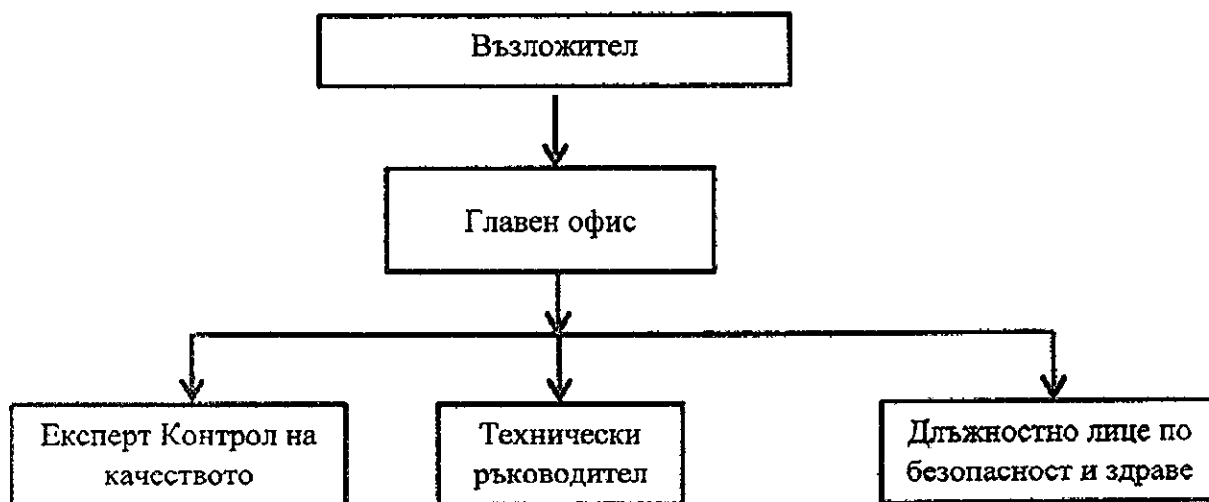 Възложител
Главен офис
Експерт Контрол на
качеството
Технически
ръководител
Длъжностно лице по
безопасност и здраве